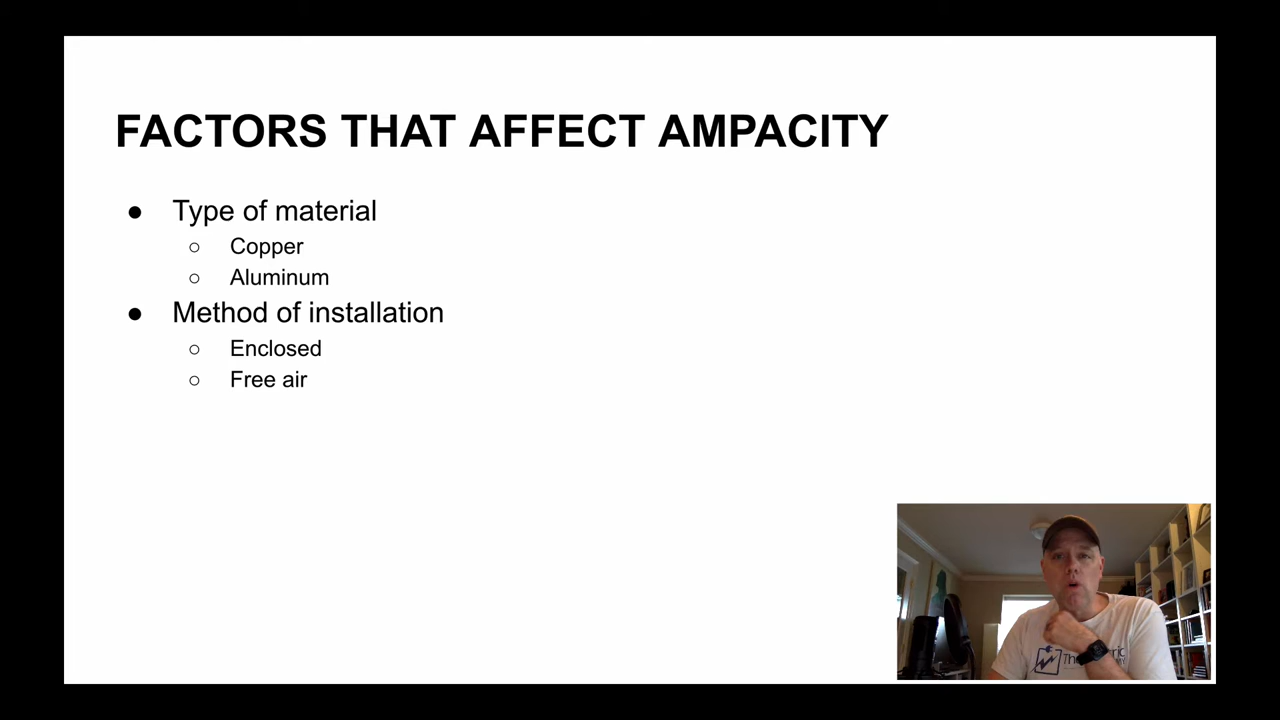 FACTORS THAT AFFECT AMPACITY
● Type of material
○ Copper
○ Aluminum
● Method of installation
○ Enclosed
○ Free air